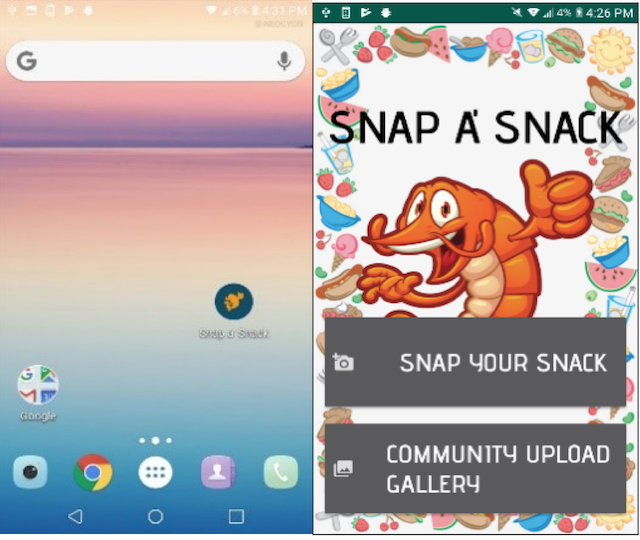 6% 4:31 PM
© NEOCYON
G
Snap a' Snack
Google
4% 4:26 PM
SNAP A' SNACK
SNAP YOUR SNACK
COMMUNITY UPLOAD
GALLERY